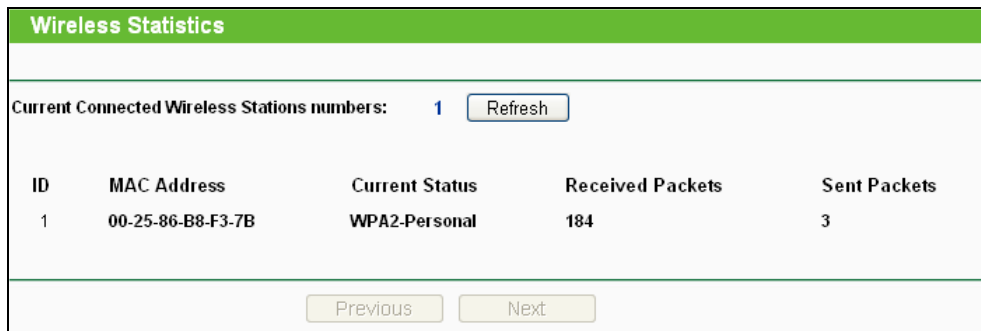 Wireless Statistics
Current Connected Wireless Stations numbers: 1 Refresh
ID MAC Address Current Status Received Packets Sent Packets
1 00-25-86-B8-F3-7B WPA2-Personal 184 3
Previous Next